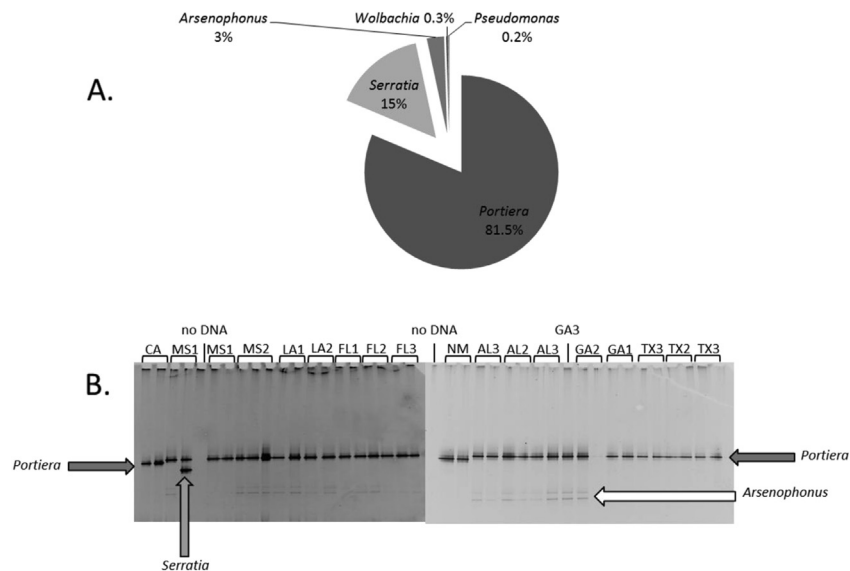 Arsenophonus
3%
Wolbachia 0.3%
Pseudomonas
0.2%
A.
Serratia
15%
Portiera
81.5%
no DNA no DNA GA3
CA MS1 MS1 MS2 LA1 LA2 FL1 FL2 FL3 NM AL3 AL2 AL3 GA2 GA1 TX3 TX2 TX3
B.
Portiera
Portiera
Arsenophonus
Serratia